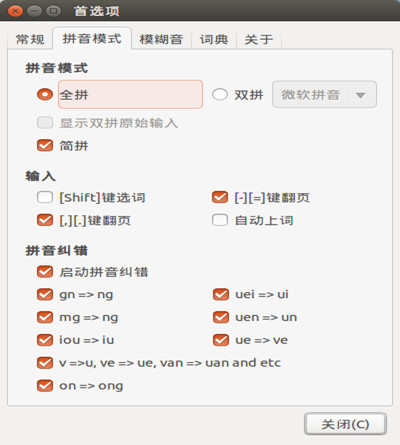 首选项
常规 拼音模式 模糊音 词典 关于
拼音模式
全拼 双拼 微软拼音
显示双拼原始输入
简拼
输入
[Shift]键选词 [-][=]键翻页
[,][.]键翻页 自动上词
拼音纠错
启动拼音纠错
gn => ng uei => ui
mg => ng uen => un
iou => iu ue => ve
v =>u, ve => ue, van => uan and etc
on => ong
关闭(C)